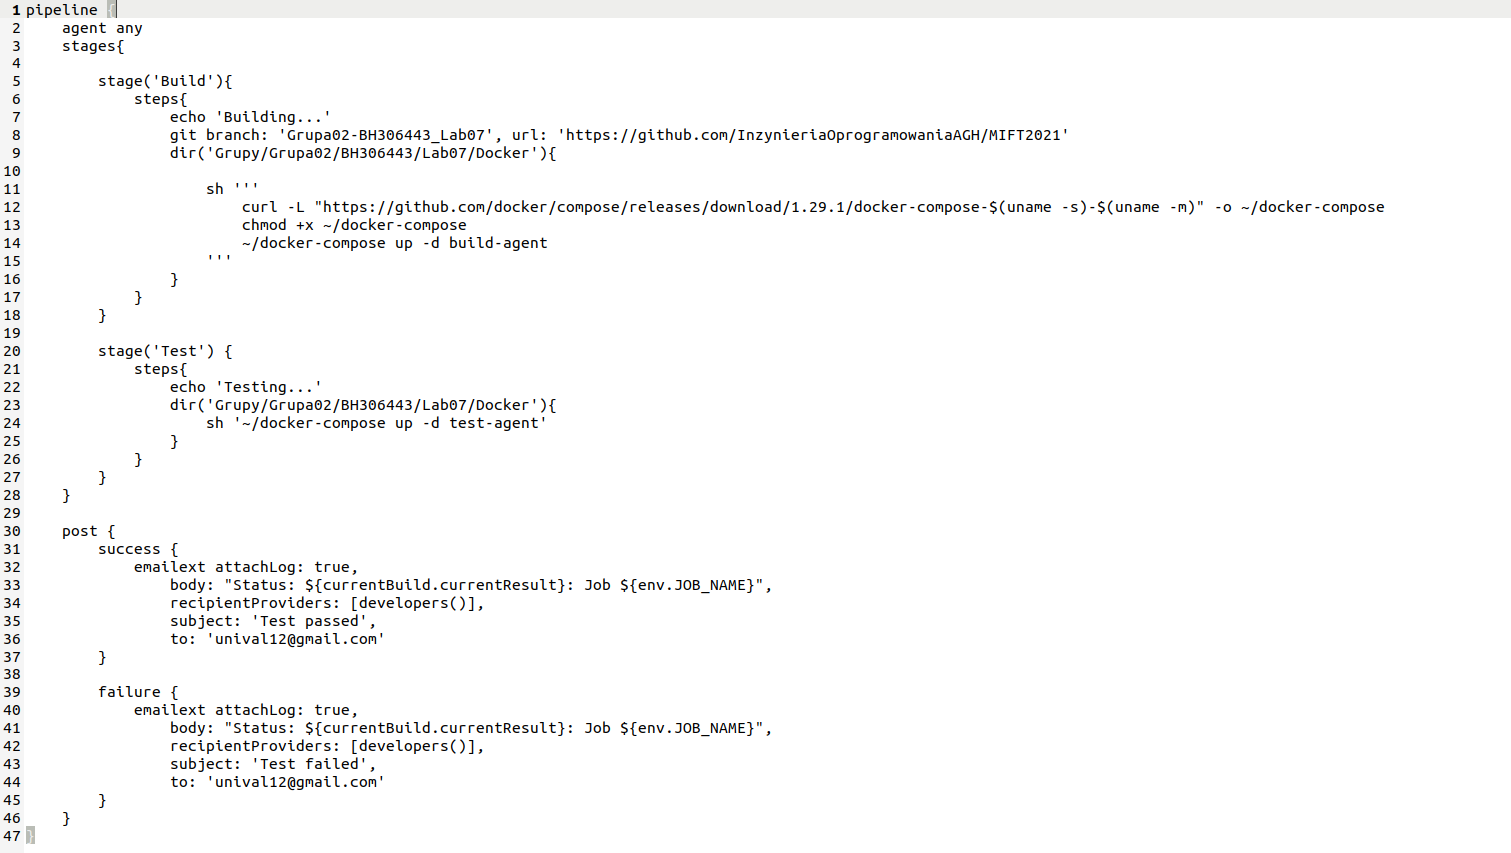 1 pipeline {
2     agent any
3     stages{
4
5         stage('Build'){
6             steps{
7                 echo 'Building...'
8                 git branch: 'Grupa02-BH306443_Lab07', url: 'https://github.com/InzynieriaOprogramowaniaAGH/MIFT2021'
9                 dir('Grupy/Grupa02/BH306443/Lab07/Docker'){
10
11                     sh '''
12                         curl -L "https://github.com/docker/compose/releases/download/1.29.1/docker-compose-$(uname -s)-$(uname -m)" -o ~/docker-compose
13                         chmod +x ~/docker-compose
14                         ~/docker-compose up -d build-agent
15                     '''
16                 }
17             }
18         }
19
20         stage('Test') {
21             steps{
22                 echo 'Testing...'
23                 dir('Grupy/Grupa02/BH306443/Lab07/Docker'){
24                     sh '~/docker-compose up -d test-agent'
25                 }
26             }
27         }
28     }
29
30     post {
31         success {
32             emailext attachLog: true,
33                 body: "Status: ${currentBuild.currentResult}: Job ${env.JOB_NAME}",
34                 recipientProviders: [developers()],
35                 subject: 'Test passed',
36                 to: 'unival12@gmail.com'
37         }
38
39         failure {
40             emailext attachLog: true,
41                 body: "Status: ${currentBuild.currentResult}: Job ${env.JOB_NAME}",
42                 recipientProviders: [developers()],
43                 subject: 'Test failed',
44                 to: 'unival12@gmail.com'
45         }
46     }
47 }